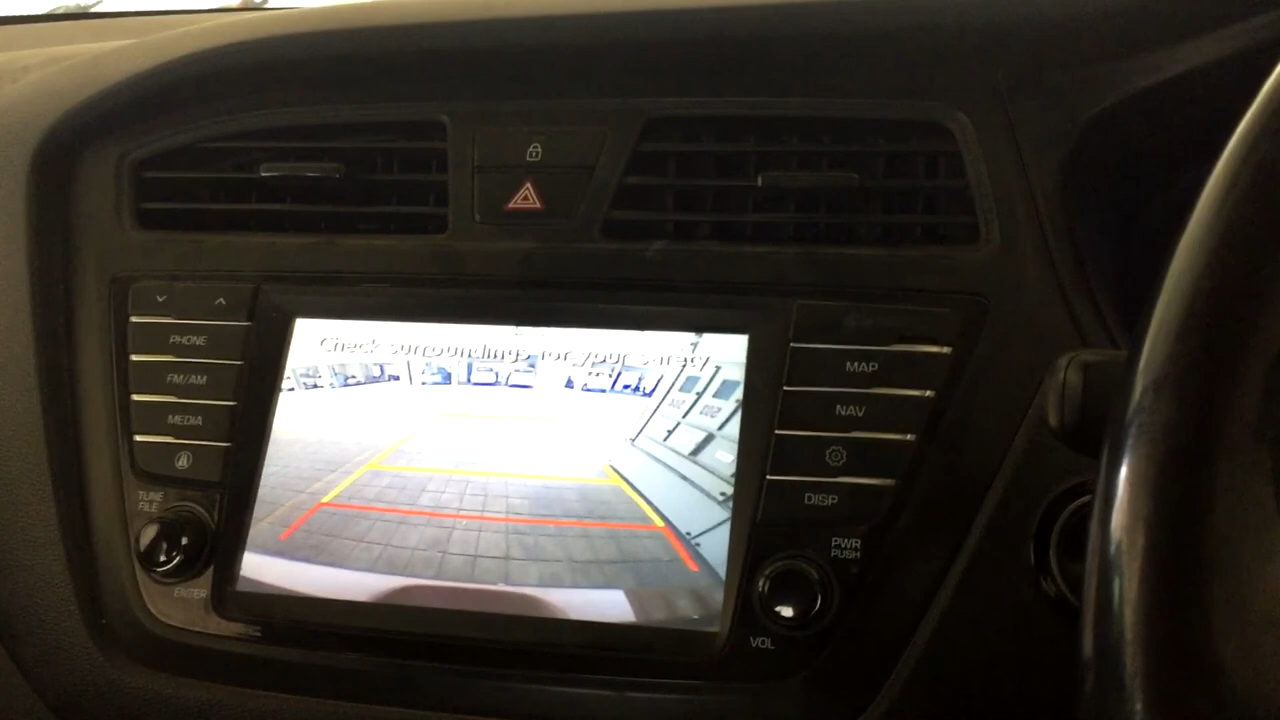 PHONE
FM/AM
MEDIA
TUNE
FILE
ENTER
Check surroundings for your safety
MAP
NAV
DISP
PWR
PUSH
VOL